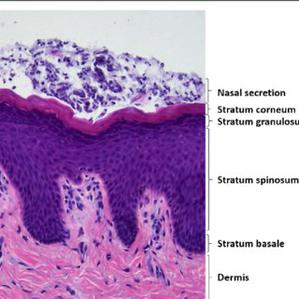 Nasal secretion
Stratum corneum
Stratum granulosu
Stratum spinosum
Stratum basale
Dermis